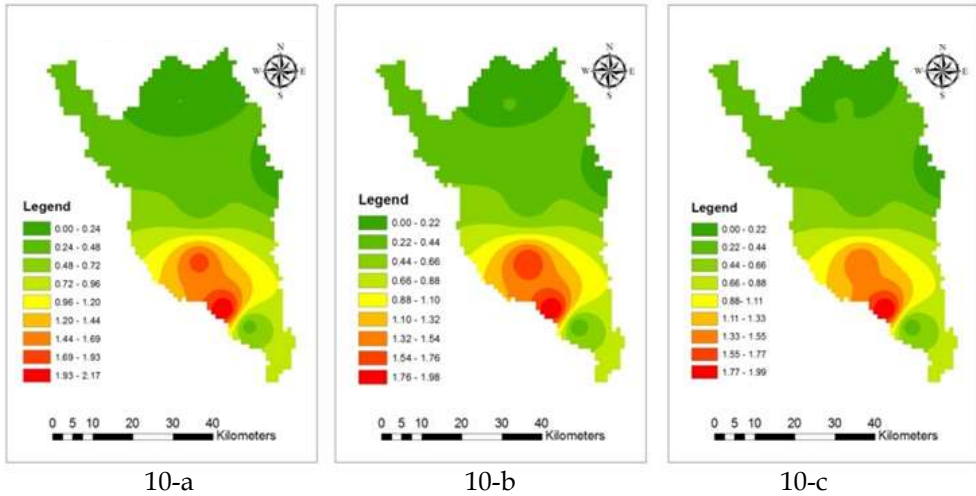 N
W E
S
Legend
0.00 - 0.24
0.24 - 0.48
0.48 - 0.72
0.72 - 0.96
0.96 - 1.20
1.20 - 1.44
1.44 - 1.69
1.69 - 1.93
1.93 - 2.17
0 5 10 20 30 40
Kilometers
10-a
N
W E
S
Legend
0.00 - 0.22
0.22 - 0.44
0.44 - 0.66
0.66 - 0.88
0.88 - 1.10
1.10 - 1.32
1.32 - 1.54
1.54 - 1.76
1.76 - 1.98
0 5 10 20 30 40
Kilometers
10-b
N
W E
S
Legend
0.00 - 0.22
0.22 - 0.44
0.44 - 0.66
0.66 - 0.88
0.88- 1.11
1.11 - 1.33
1.33 - 1.55
1.55 - 1.77
1.77 - 1.99
0 5 10 20 30 40
Kilometers
10-c